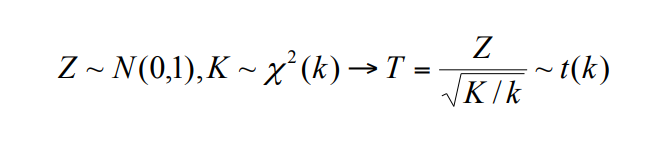 Z ~ N(0,1), K ~ χ²(k) → T = Z / √(K / k) ~ t(k)